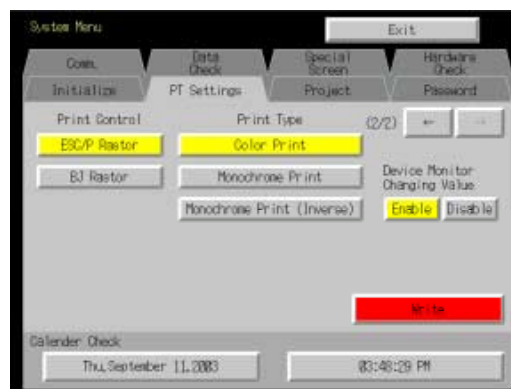 System Menu
Exit
Comm.
Data Check
Special Screen
Hardware Check
Initialize
PT Settings
Project
Password
Print Control
Print Type
(2/2)
←
→
ESC/P Rastor
Color Print
BJ Rastor
Monochrome Print
Device Monitor
Changing Value
Monochrome Print (Inverse)
Enable
Disable
Write
Calender Check
Thu,September 11,2003
03:48:29 PM